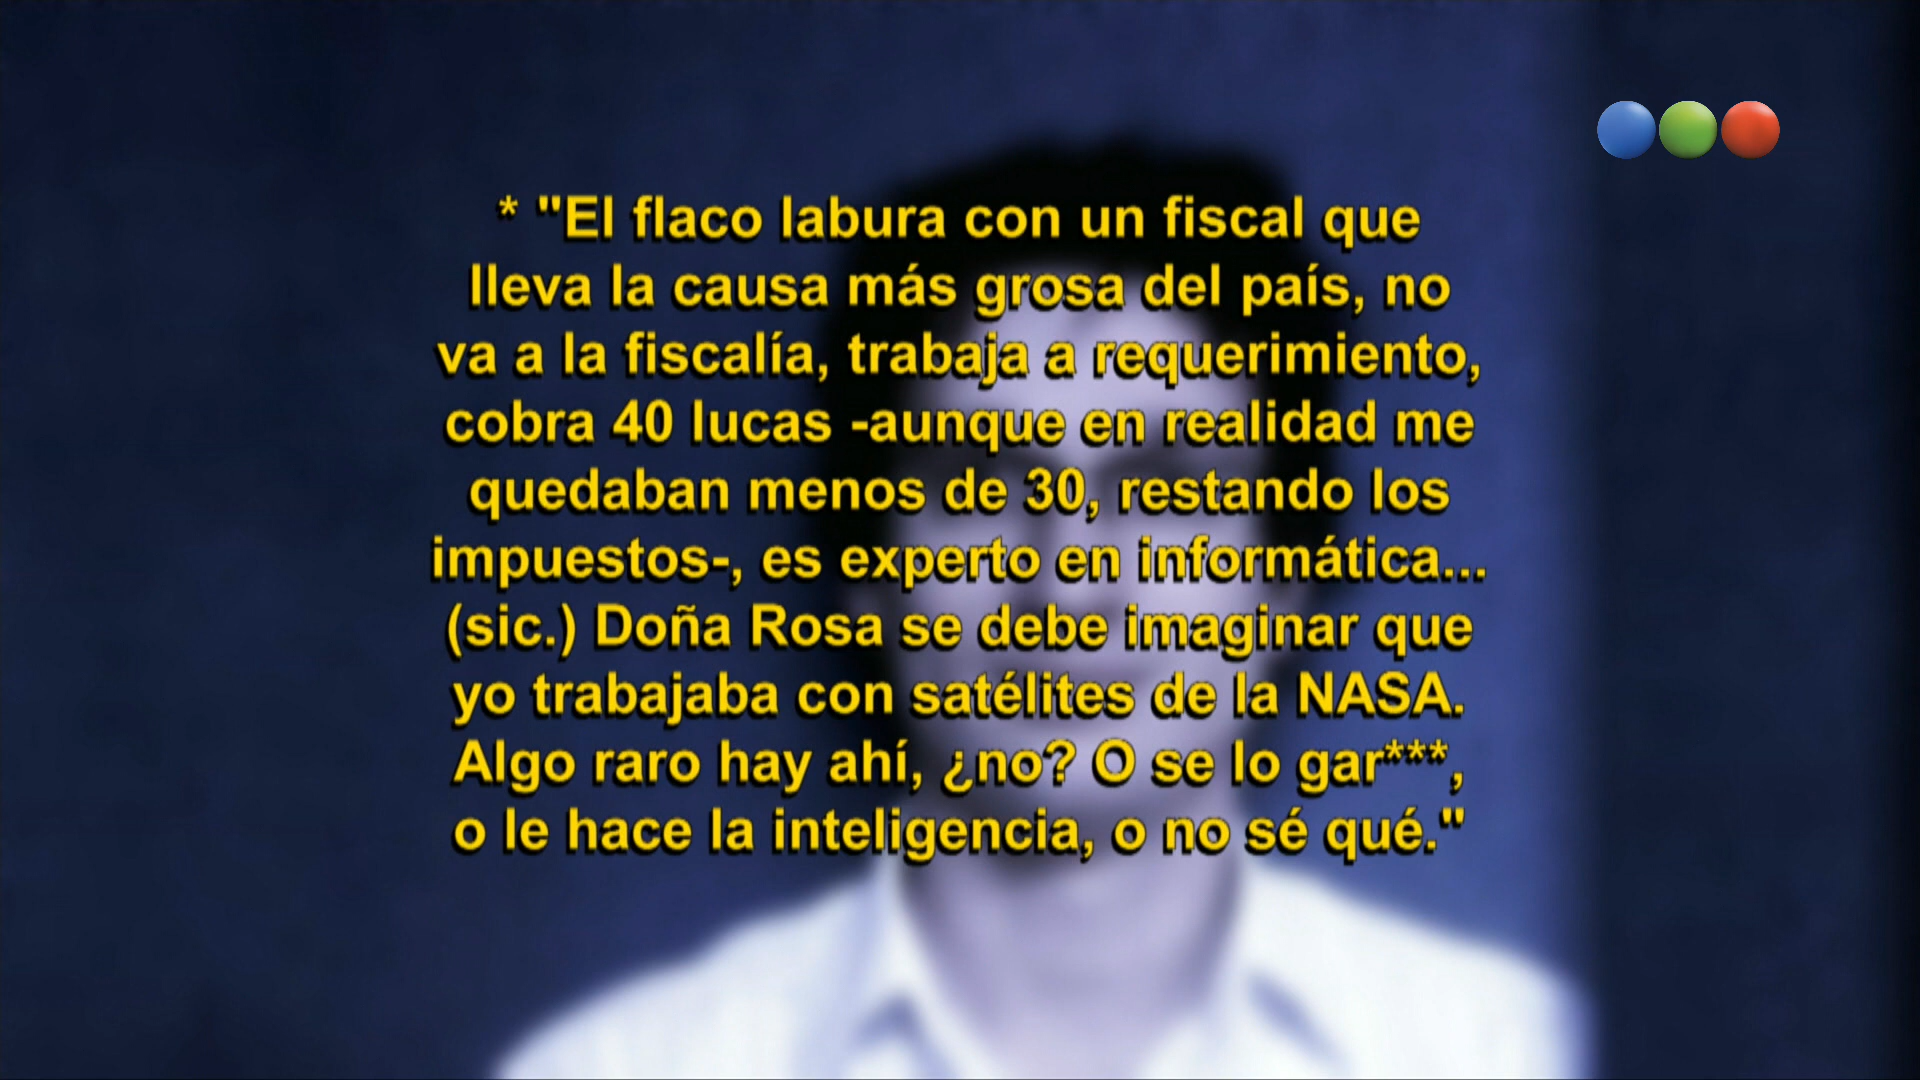 * "El flaco labura con un fiscal que
lleva la causa más grosa del país, no
va a la fiscalía, trabaja a requerimiento,
cobra 40 lucas -aunque en realidad me
quedaban menos de 30, restando los
impuestos-, es experto en informática...
(sic.) Doña Rosa se debe imaginar que
yo trabajaba con satélites de la NASA.
Algo raro hay ahí, ¿no? O se lo gar***,
o le hace la inteligencia, o no sé qué."